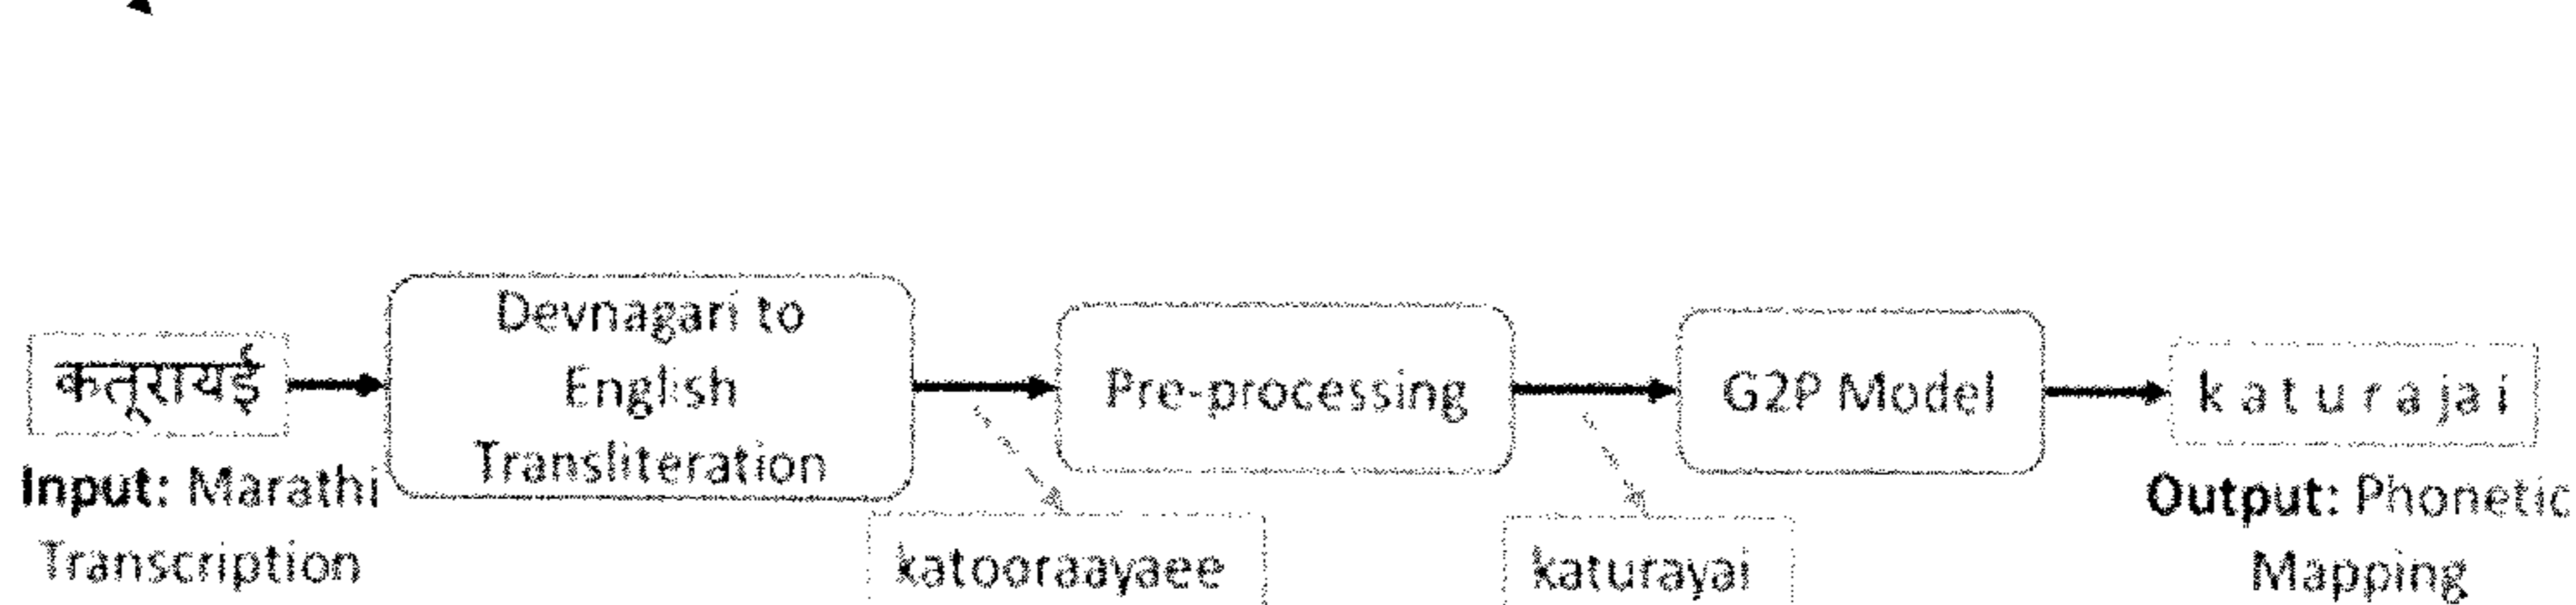 कतूरायई
Input: Marathi
Transcription
Devnagari to
English
Transliteration
katooraayaee
Pre-processing
katurayai
G2P Model
k a t u r a ja i
Output: Phonetic
Mapping